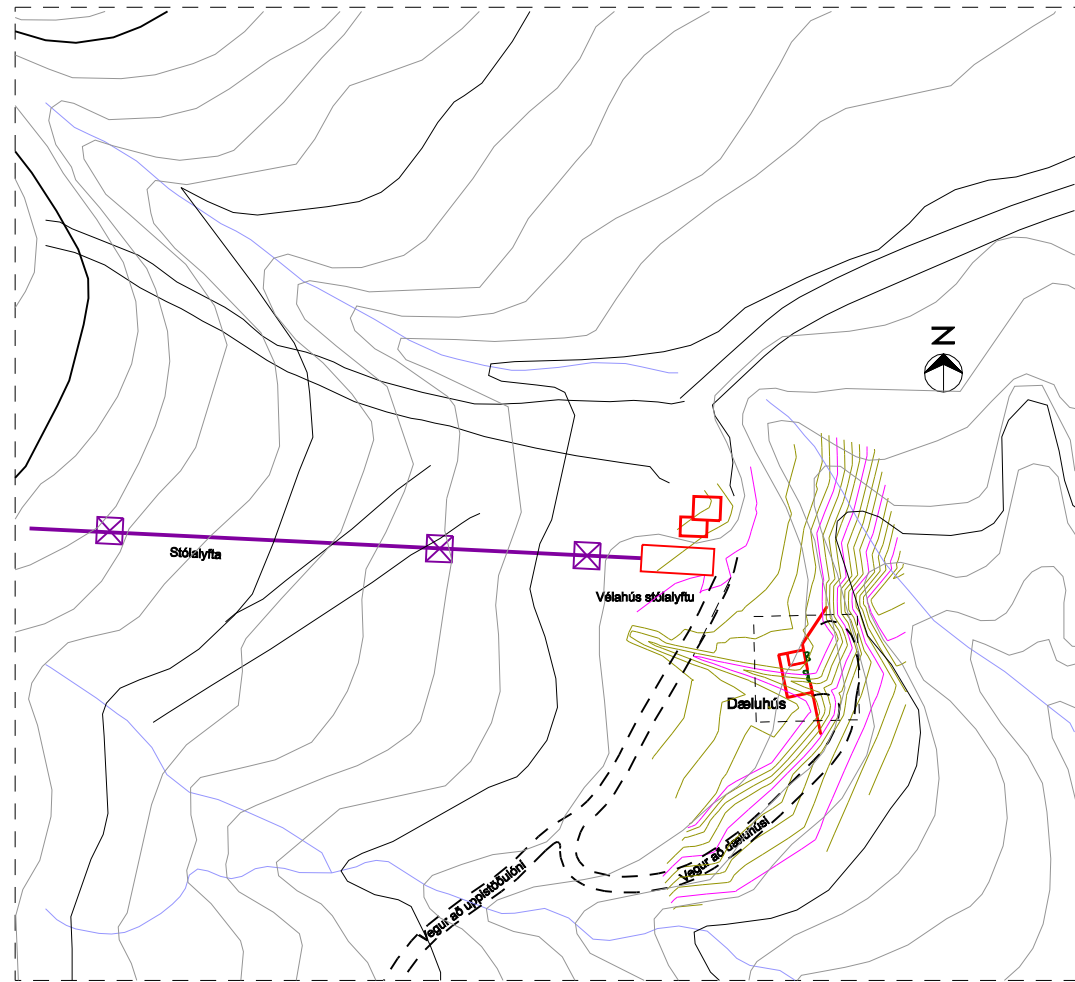 N
Stólalyfta
Vélahús stólalyftu
Dæluhús
Vegur að dæluhúsi
Vegur að uppistöðulóni